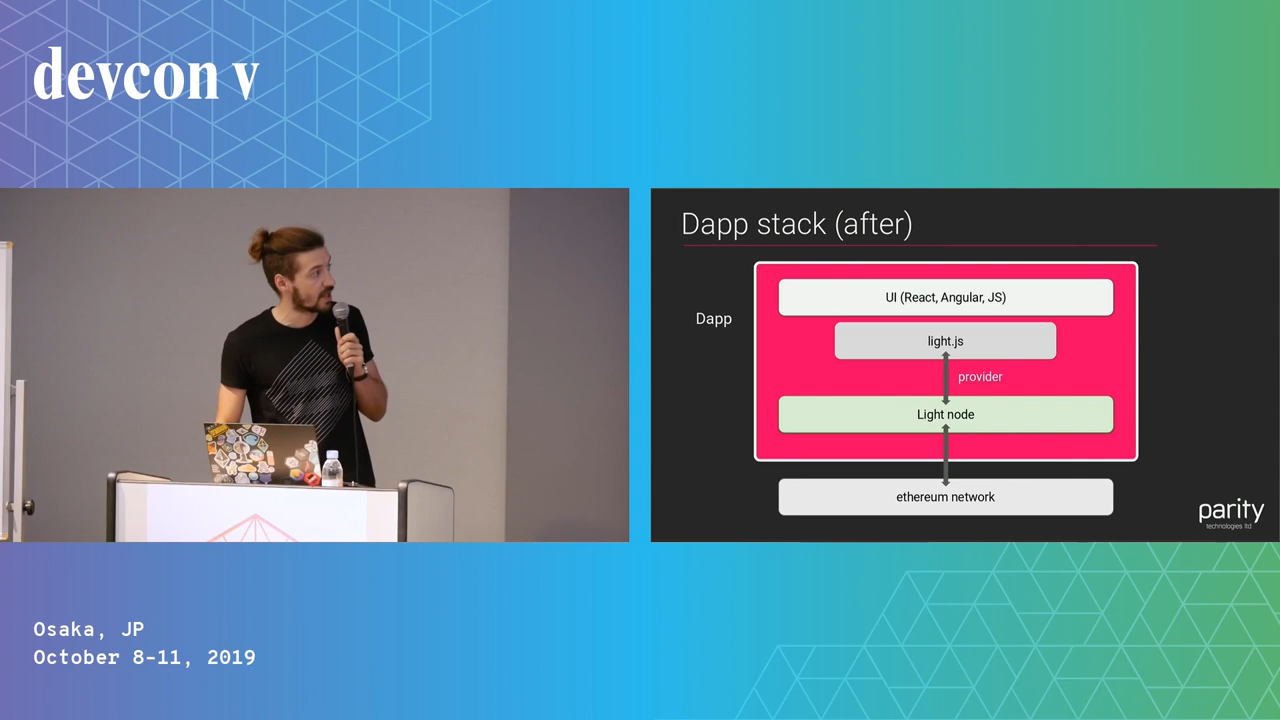 devcon v
Dapp stack (after)
Dapp
UI (React, Angular, JS)
light.js
provider
Light node
ethereum network
parity
technologies ltd
Osaka, JP
October 8-11, 2019